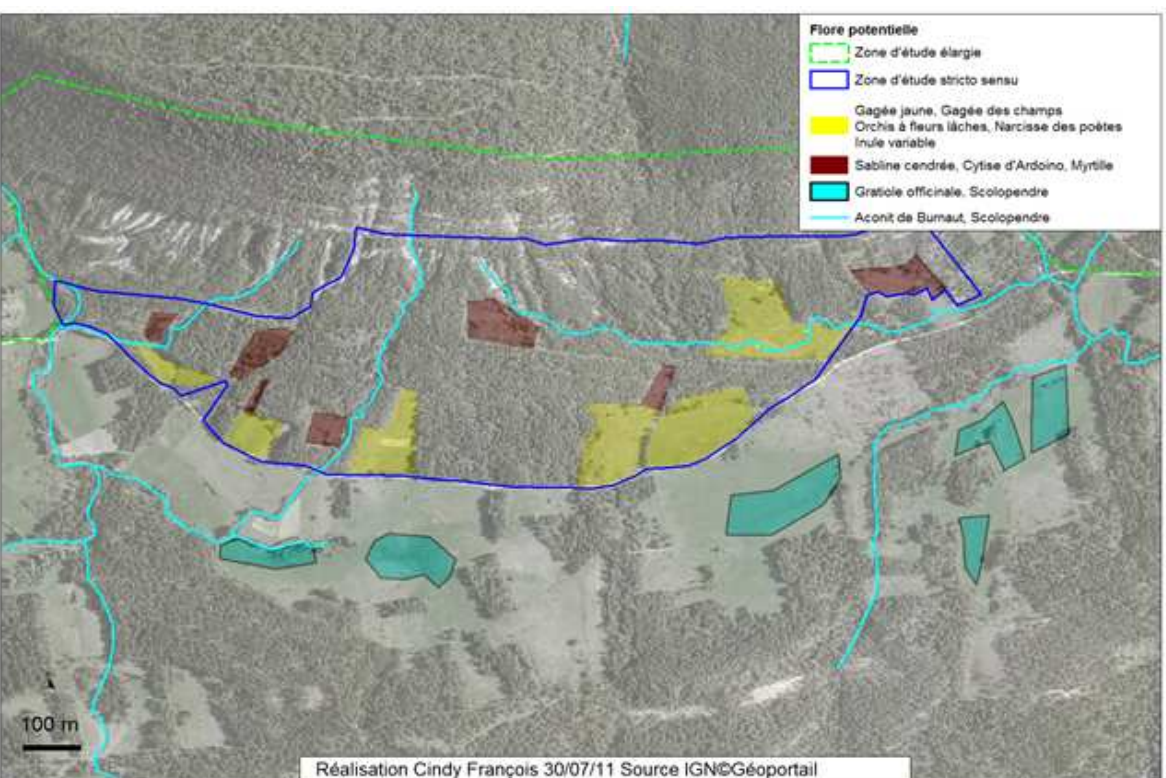 Flore potentielle
Zone d'étude élargie
Zone d'étude stricto sensu
Gagée jaune, Gagée des champs
Orchis à fleurs lâches, Narcisse des poètes
Inule variable
Sabline cendrée, Cytise d'Ardoino, Myrtille
Gratiole officinale, Scolopendre
Aconit de Burnaut, Scolopendre
100 m
Réalisation Cindy François 30/07/11 Source IGN©Géoportail